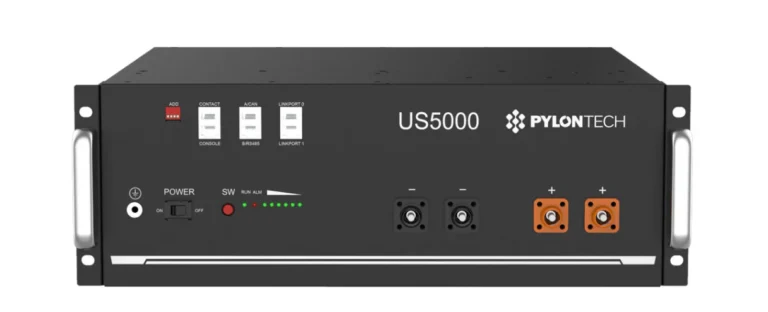 ADD
CONTACT
A/CAN
LINKPORT 0
CONSOLE
B/RS485
LINKPORT 1
US5000
PYLONTECH
POWER
ON
OFF
SW
RUN
ALM
−
−
+
+